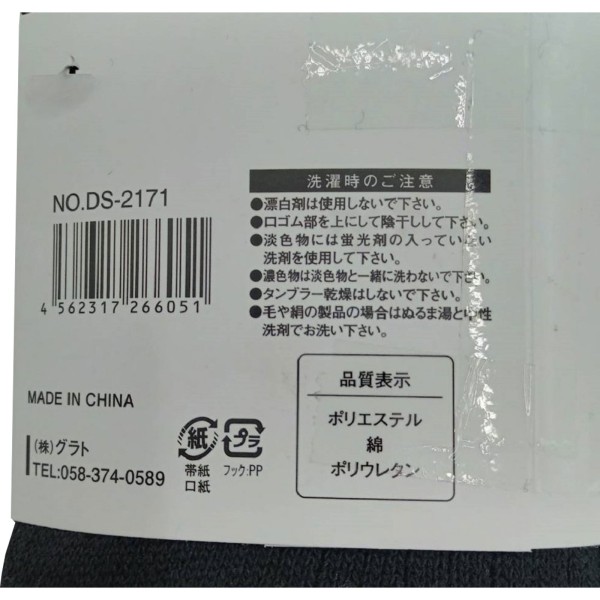 NO.DS-2171
4 562317 266051
MADE IN CHINA
(株)グラト
TEL:058-374-0589
紙
帯紙
口紙
プラ
フック:PP
洗濯時のご注意
●漂白剤は使用しないで下さい。
●口ゴム部を上にして陰干しして下さい。
●淡色物には蛍光剤の入っていない
洗剤を使用して下さい。
●濃色物は淡色物と一緒に洗わないで下さい。
●タンブラー乾燥はしないで下さい。
●毛や絹の製品の場合はぬるま湯と中性
洗剤でお洗い下さい。
品質表示
ポリエステル
綿
ポリウレタン